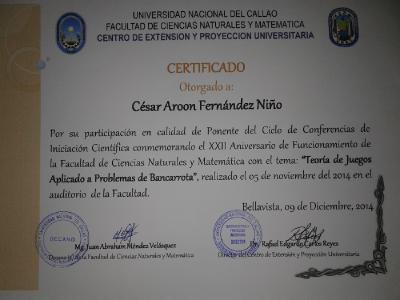 UNIVERSIDAD NACIONAL DEL CALLAO
FACULTAD DE CIENCIAS NATURALES Y MATEMATICA
CENTRO DE EXTENSION Y PROYECCION UNIVERSITARIA
CERTIFICADO
Otorgado a:
César Aroon Fernández Niño
Por su participación en calidad de Ponente del Ciclo de Conferencias de
Iniciación Científica conmemorando el XXII Aniversario de Funcionamiento de
la Facultad de Ciencias Naturales y Matemática con el tema: "Teoría de Juegos
Aplicado a Problemas de Bancarrota", realizado el 05 de noviembre del 2014 en el
auditorio de la Facultad.
Bellavista, 09 de Diciembre, 2014
DECANO
DIRECTOR
Mg. Juan Abraham Méndez Velásquez
Decano de la Facultad de Ciencias Naturales y Matemática
Dr. Rafael Edgardo Carlos Reyes
Director del Centro de Extensión y Proyección Universitaria